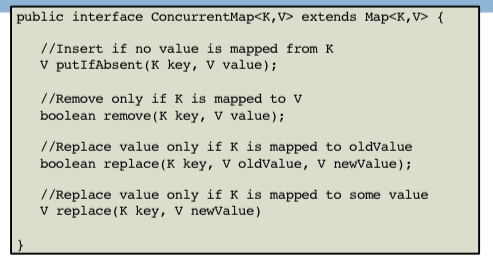 public interface ConcurrentMap<K,V> extends Map<K,V> {
//Insert if no value is mapped from K
V putIfAbsent(K key, V value);
//Remove only if K is mapped to V
boolean remove(K key, V value);
//Replace value only if K is mapped to oldValue
boolean replace(K key, V oldValue, V newValue);
//Replace value only if K is mapped to some value
V replace(K key, V newValue)
}